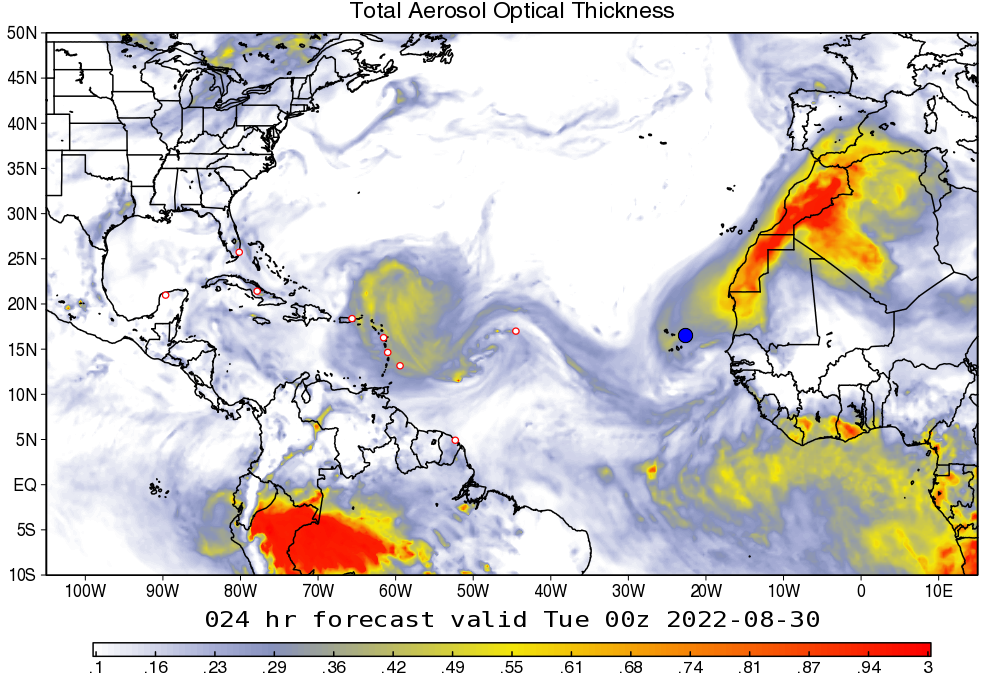 Total Aerosol Optical Thickness
50N
45N
40N
35N
30N
25N
20N
15N
10N
5N
EQ
5S
10S
100W 90W 80W 70W 60W 50W 40W 30W 20W 10W 0 10E
024 hr forecast valid Tue 00z 2022-08-30
.1 .16 .23 .29 .36 .42 .49 .55 .61 .68 .74 .81 .87 .94 3